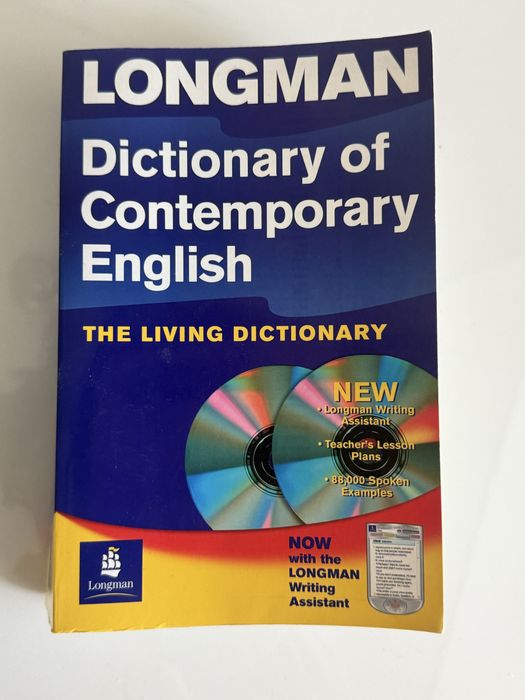 LONGMAN
Dictionary of
Contemporary
English
THE LIVING DICTIONARY
NEW
• Longman Writing
Assistant
• Teacher's Lesson
Plans
• 88,000 Spoken
Examples
NOW
with the
LONGMAN
Writing
Assistant
Longman